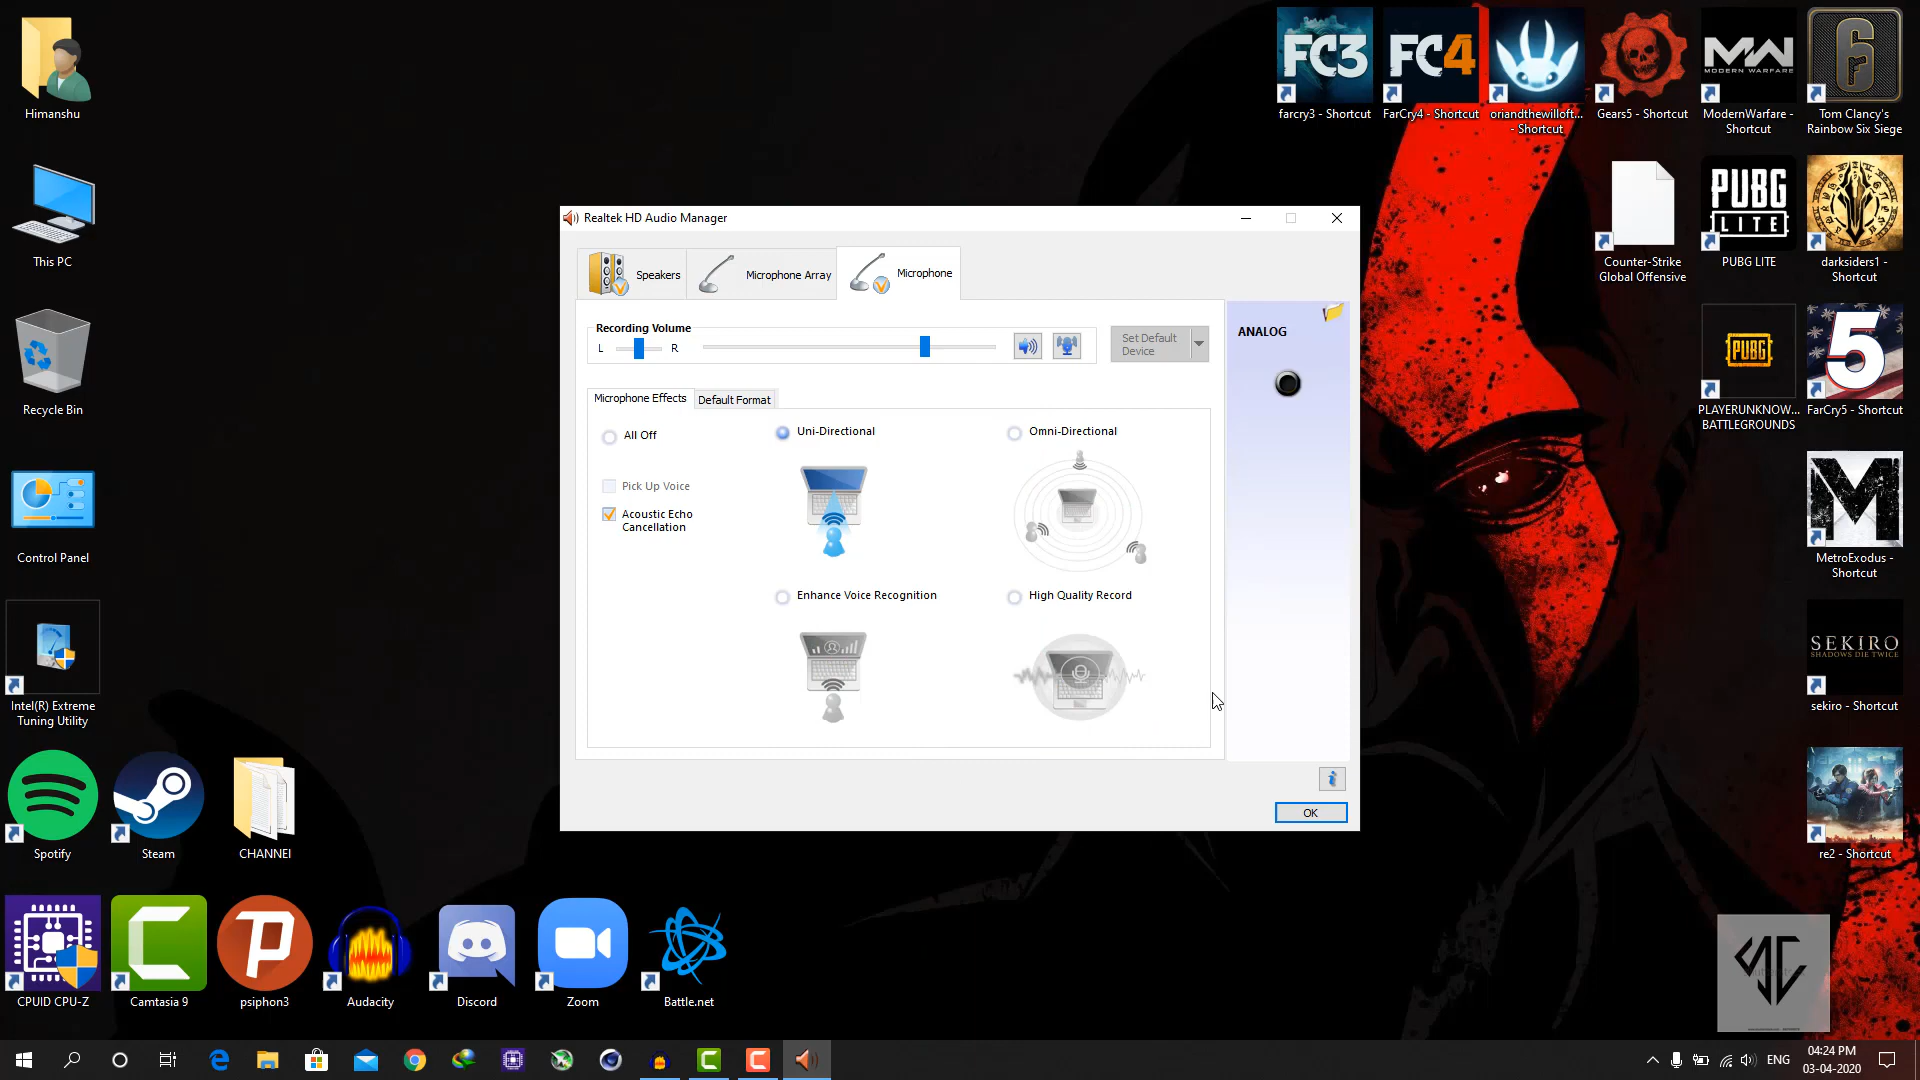 Himanshu
This PC
Recycle Bin
Control Panel
Intel(R) Extreme
Tuning Utility
Spotify
Steam
CHANNEl
CPUID CPU-Z
Camtasia 9
psiphon3
Audacity
Discord
Zoom
Battle.net
FC3
farcry3 - Shortcut
FC4
FarCry4 - Shortcut
oriandthewilloft...
- Shortcut
Gears5 - Shortcut
MW
MODERN WARFARE
ModernWarfare -
Shortcut
6
Tom Clancy's
Rainbow Six Siege
Counter-Strike
Global Offensive
PUBG
LITE
PUBG LITE
darksiders1 -
Shortcut
PUBG
PLAYERUNKNOW...
BATTLEGROUNDS
5
FarCry5 - Shortcut
M
MetroExodus -
Shortcut
SEKIRO
SHADOWS DIE TWICE
sekiro - Shortcut
re2 - Shortcut
Realtek HD Audio Manager
Speakers
Microphone Array
Microphone
Recording Volume
L
R
Set Default
Device
ANALOG
Microphone Effects
Default Format
All Off
Uni-Directional
Omni-Directional
Pick Up Voice
Acoustic Echo
Cancellation
Enhance Voice Recognition
High Quality Record
OK
ENG
04:24 PM
03-04-2020